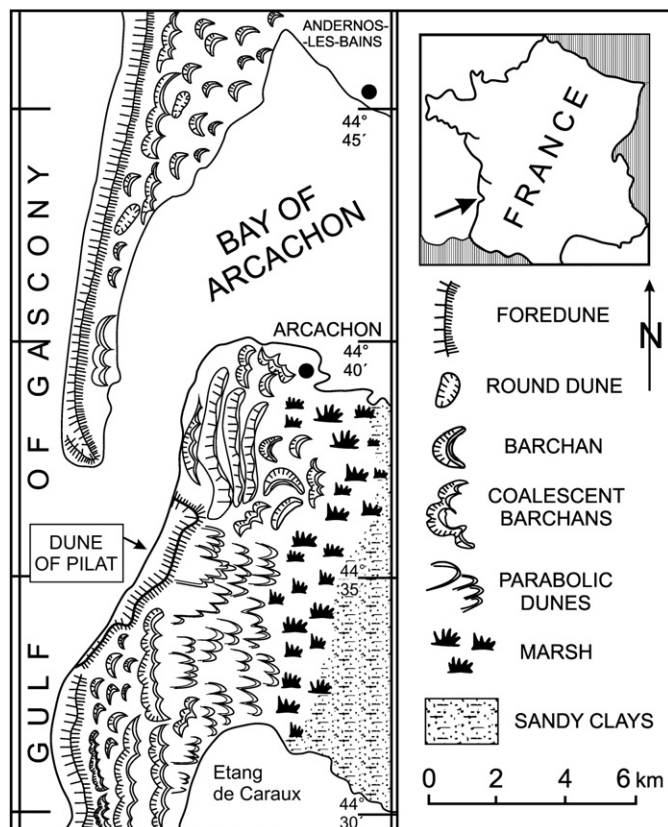 ANDERNOS-
-LES-BAINS
44°
45´
BAY OF
ARCACHON
ARCACHON
44°
40´
DUNE
OF PILAT
44°
35´
Etang
de Caraux
44°
30´
GULF OF GASCONY
FRANCE
N
FOREDUNE
ROUND DUNE
BARCHAN
COALESCENT
BARCHANS
PARABOLIC
DUNES
MARSH
SANDY CLAYS
0 2 4 6 km